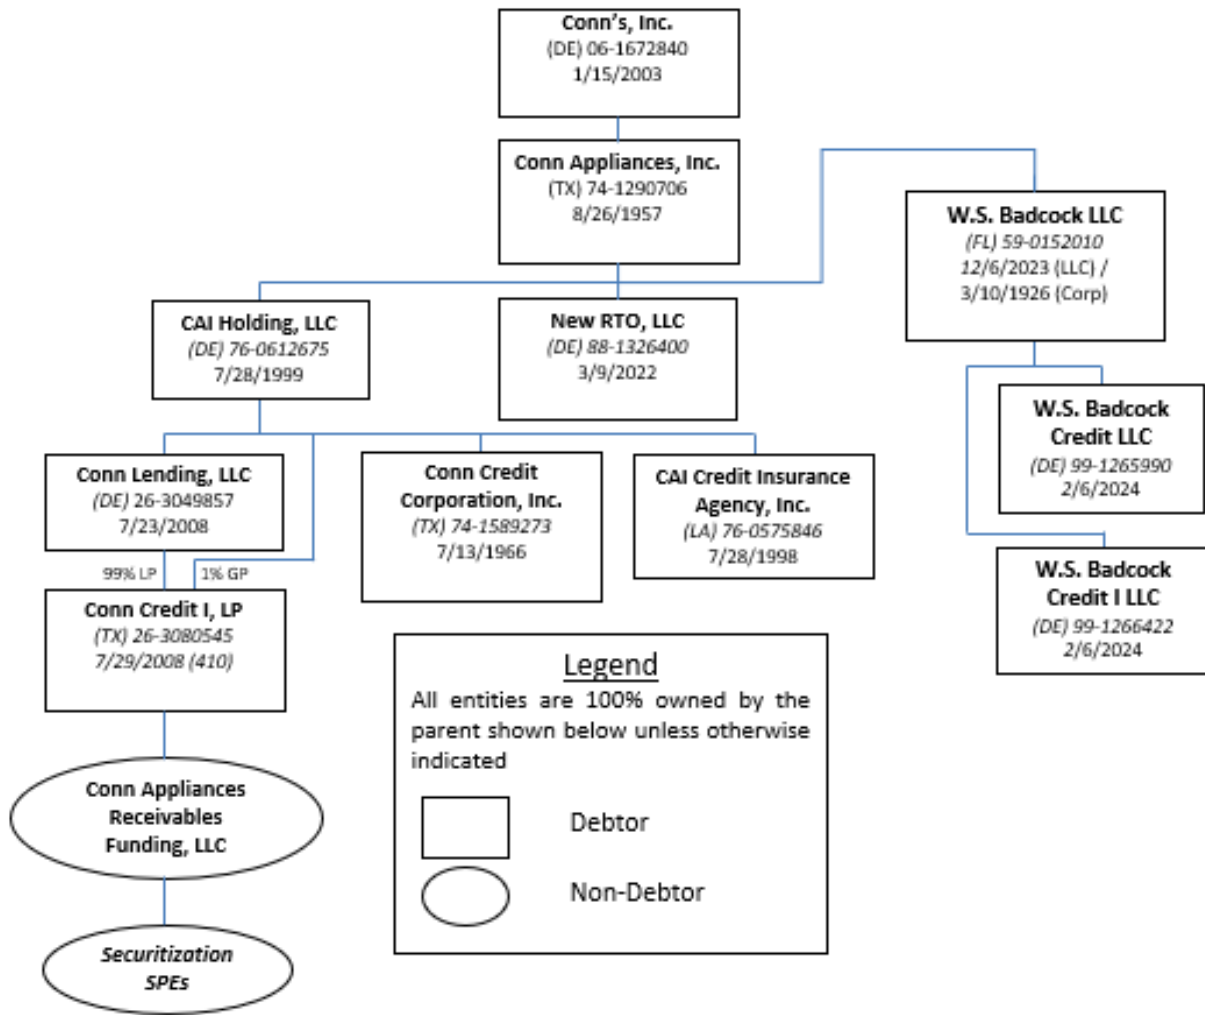 Conn's, Inc.
(DE) 06-1672840
1/15/2003
Conn Appliances, Inc.
(TX) 74-1290706
8/26/1957
W.S. Badcock LLC
(FL) 59-0152010
12/6/2023 (LLC) /
3/10/1926 (Corp)
CAI Holding, LLC
(DE) 76-0612675
7/28/1999
New RTO, LLC
(DE) 88-1326400
3/9/2022
W.S. Badcock
Credit LLC
(DE) 99-1265990
2/6/2024
Conn Lending, LLC
(DE) 26-3049857
7/23/2008
Conn Credit
Corporation, Inc.
(TX) 74-1589273
7/13/1966
CAI Credit Insurance
Agency, Inc.
(LA) 76-0575846
7/28/1998
W.S. Badcock
Credit I LLC
(DE) 99-1266422
2/6/2024
99% LP
1% GP
Conn Credit I, LP
(TX) 26-3080545
7/29/2008 (410)
Legend
All entities are 100% owned by the
parent shown below unless otherwise
indicated
Debtor
Non-Debtor
Conn Appliances
Receivables
Funding, LLC
Securitization
SPEs